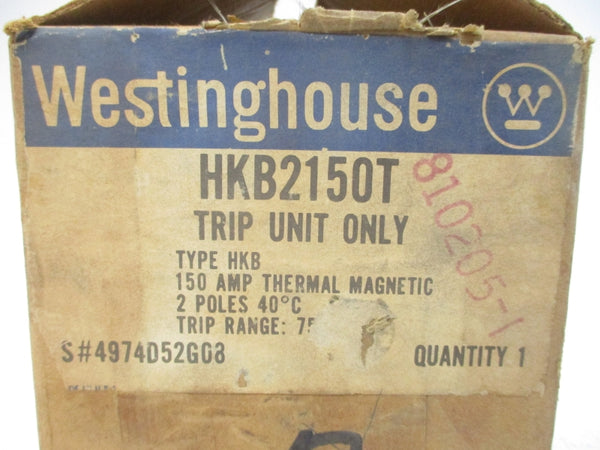 Westinghouse W
HKB2150T
810205-1
TRIP UNIT ONLY
TYPE HKB
150 AMP THERMAL MAGNETIC
2 POLES 40°C
TRIP RANGE:
S#4974D52G08 QUANTITY 1